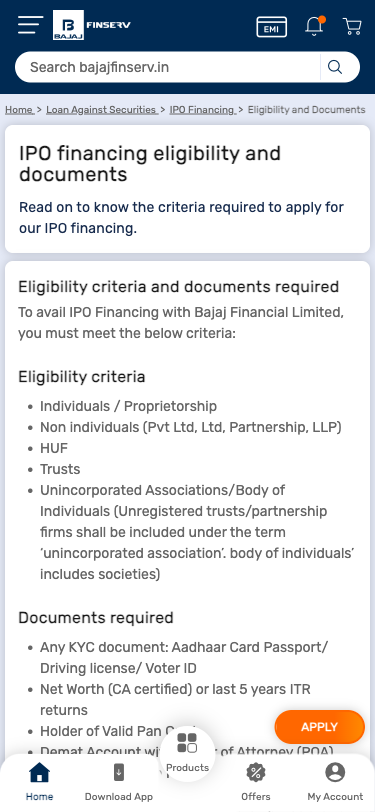 B
BAJAJ
FINSERV
EMI
Search bajajfinserv.in
Home > Loan Against Securities > IPO Financing > Eligibility and Documents
IPO financing eligibility and
documents
Read on to know the criteria required to apply for
our IPO financing.
Eligibility criteria and documents required
To avail IPO Financing with Bajaj Financial Limited,
you must meet the below criteria:
Eligibility criteria
• Individuals / Proprietorship
• Non individuals (Pvt Ltd, Ltd, Partnership, LLP)
• HUF
• Trusts
• Unincorporated Associations/Body of
Individuals (Unregistered trusts/partnership
firms shall be included under the term
‘unincorporated association’. body of individuals’
includes societies)
Documents required
• Any KYC document: Aadhaar Card Passport/
Driving license/ Voter ID
• Net Worth (CA certified) or last 5 years ITR
returns
• Holder of Valid Pan
APPLY
• Demat Account of Attorney (POA)
Products
Home
Download App
Offers
My Account